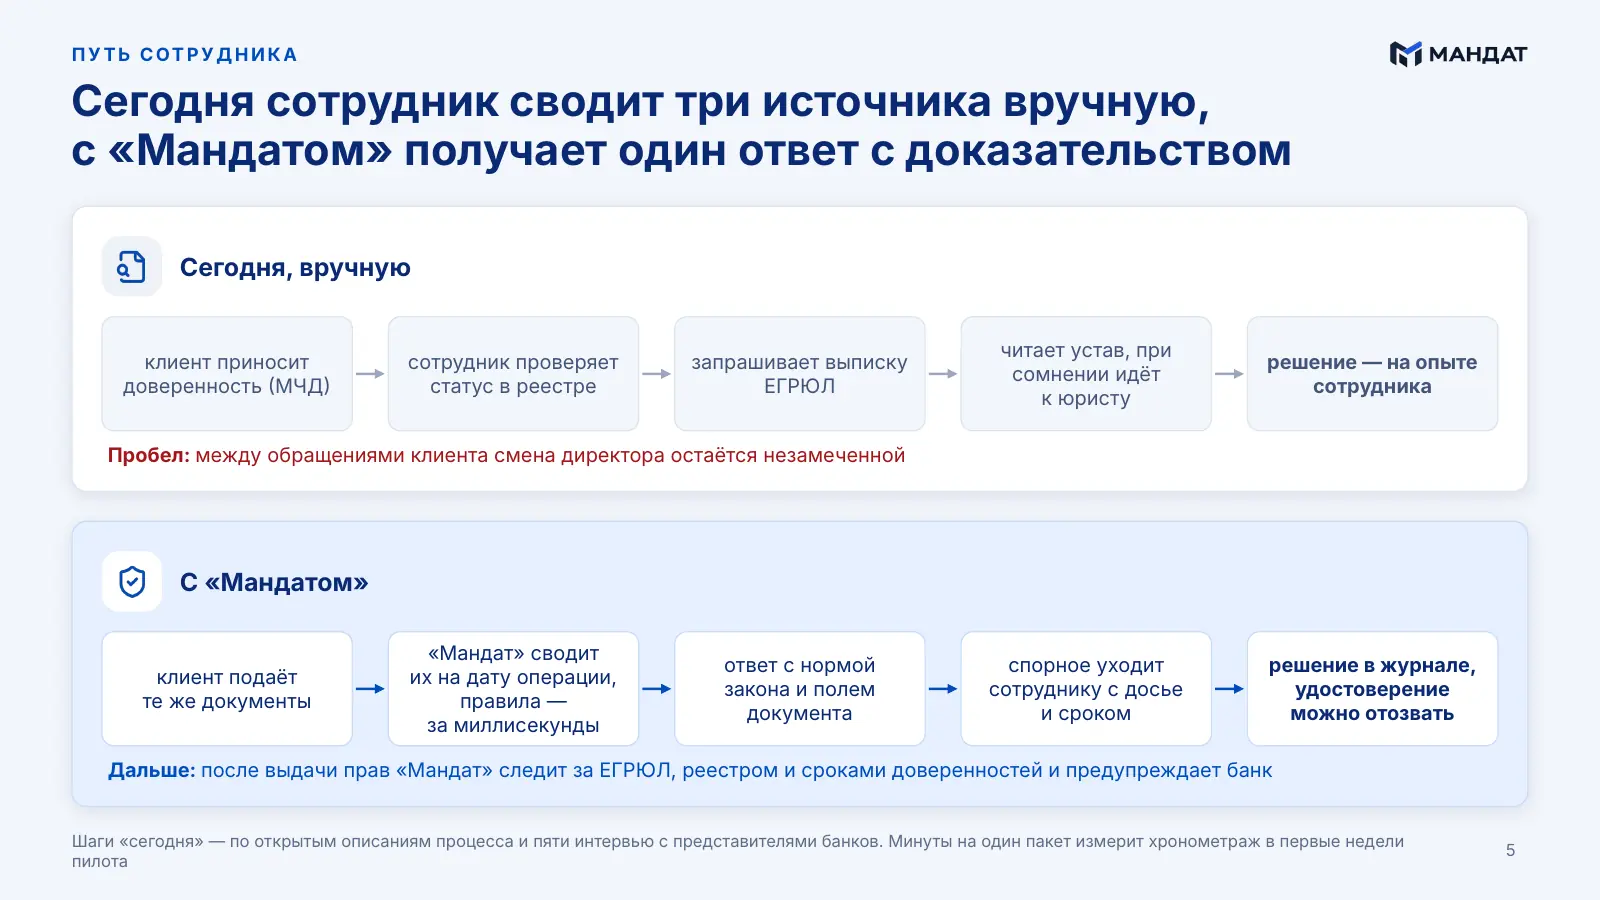 ПУТЬ СОТРУДНИКА
МАНДАТ
Сегодня сотрудник сводит три источника вручную,
с «Мандатом» получает один ответ с доказательством
Сегодня, вручную
клиент приносит
доверенность (МЧД)
сотрудник проверяет
статус в реестре
запрашивает выписку
ЕГРЮЛ
читает устав, при
сомнении идёт
к юристу
решение — на опыте
сотрудника
Пробел: между обращениями клиента смена директора остаётся незамеченной
С «Мандатом»
клиент подаёт
те же документы
«Мандат» сводит
их на дату операции,
правила —
за миллисекунды
ответ с нормой
закона и полем
документа
спорное уходит
сотруднику с досье
и сроком
решение в журнале,
удостоверение
можно отозвать
Дальше: после выдачи прав «Мандат» следит за ЕГРЮЛ, реестром и сроками доверенностей и предупреждает банк
Шаги «сегодня» — по открытым описаниям процесса и пяти интервью с представителями банков. Минуты на один пакет измерит хронометраж в первые недели
пилота
5